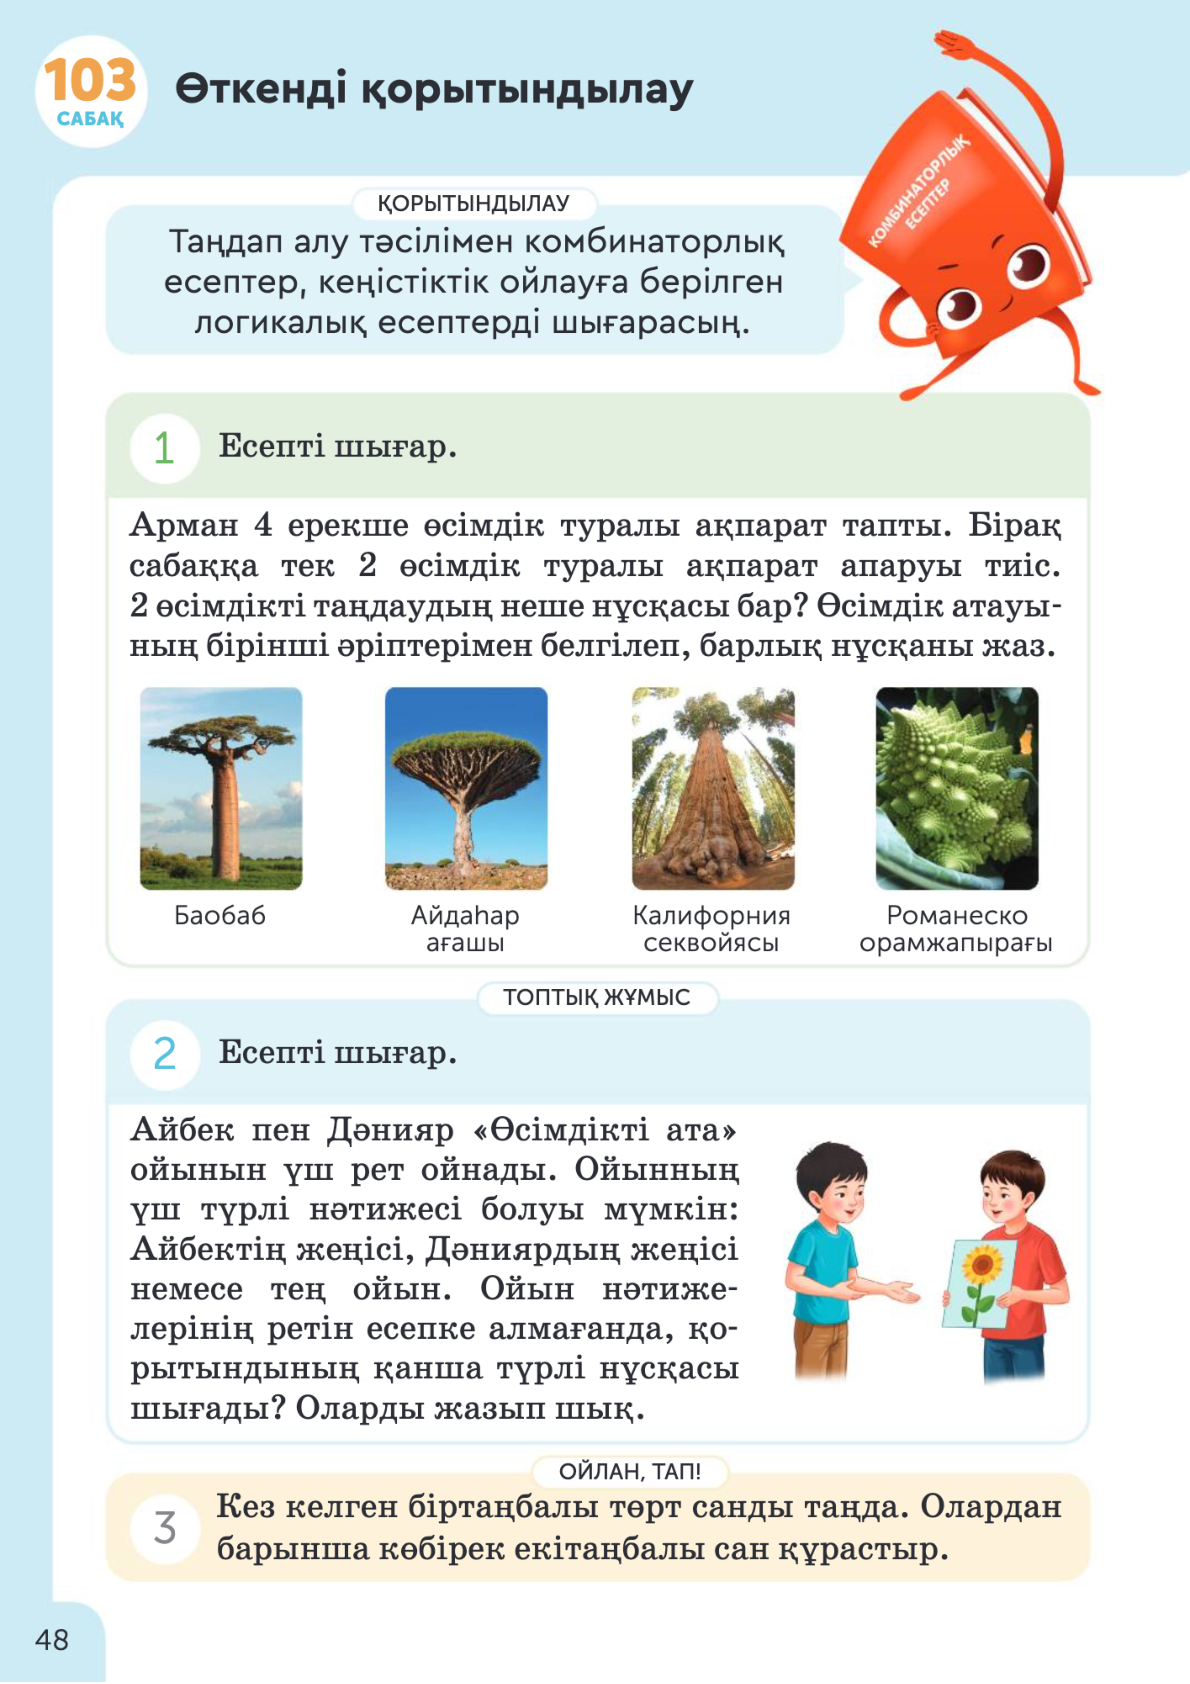 103
САБАҚ
Өткенді қорытындылау
КОМБИНАТОРЛЫҚ
ЕСЕПТЕР
ҚОРЫТЫНДЫЛАУ
Таңдап алу тәсілімен комбинаторлық
есептер, кеңістіктік ойлауға берілген
логикалық есептерді шығарасың.
1 Есепті шығар.
Арман 4 ерекше өсімдік туралы ақпарат тапты. Бірақ
сабаққа тек 2 өсімдік туралы ақпарат апаруы тиіс.
2 өсімдікті таңдаудың неше нұсқасы бар? Өсімдік атауы-
ның бірінші әріптерімен белгілеп, барлық нұсқаны жаз.
Баобаб
Айдаһар
ағашы
Калифорния
секвойясы
Романеско
орамжапырағы
ТОПТЫҚ ЖҰМЫС
2 Есепті шығар.
Айбек пен Дәнияр «Өсімдікті ата»
ойынын үш рет ойнады. Ойынның
үш түрлі нәтижесі болуы мүмкін:
Айбектің жеңісі, Дәниярдың жеңісі
немесе тең ойын. Ойын нәтиже-
лерінің ретін есепке алмағанда, қо-
рытындының қанша түрлі нұсқасы
шығады? Оларды жазып шық.
ОЙЛАН, ТАП!
3 Кез келген біртаңбалы төрт санды таңда. Олардан
барынша көбірек екітаңбалы сан құрастыр.
48